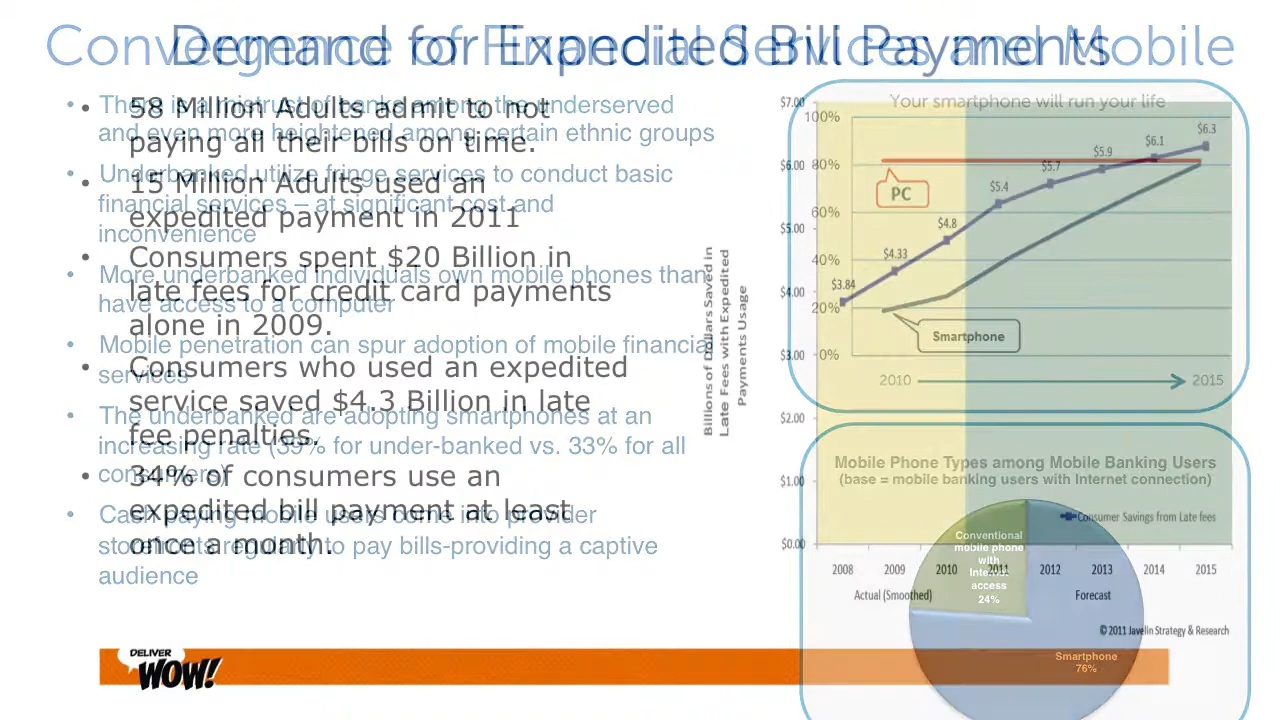 Demand for Expedited Bill Payments
58 Million Adults admit to not
paying all their bills on time.
15 Million Adults used an
expedited payment in 2011
Consumers spent $20 Billion in
late fees for credit card payments
alone in 2009.
Consumers who used an expedited
service saved $4.3 Billion in late
fee penalties.
34% of consumers use an
expedited bill payment at least
once a month.
Convergence of Financial Services and Mobile
There is a mistrust of banks among the underserved
and even more heightened among certain ethnic groups
Underbanked utilize fringe services to conduct basic
financial services – at significant cost and
inconvenience
More underbanked individuals own mobile phones than
have access to a computer
Mobile penetration can spur adoption of mobile financial
services
The underbanked are adopting smartphones at an
increasing rate (39% for under-banked vs. 33% for all
consumers)
Cash paying mobile users come into provider
storefronts regularly to pay bills-providing a captive
audience
Billions of Dollars Saved in
Late Fees with Expedited
Payments Usage
$7.00
$6.00
$5.00
$4.00
$3.00
$2.00
$1.00
$0.00
$3.84
$4.33
$4.8
$5.4
$5.7
$5.9
$6.1
$6.3
Consumer Savings from Late fees
2008 2009 2010 2011 2012 2013 2014 2015
Actual (Smoothed) Forecast
© 2011 Javelin Strategy & Research
Your smartphone will run your life
100%
80%
60%
40%
20%
0%
PC
Smartphone
2010 2015
Mobile Phone Types among Mobile Banking Users
(base = mobile banking users with Internet connection)
Conventional
mobile phone
with
Internet
access
24%
Smartphone
76%
DELIVER
WOW!